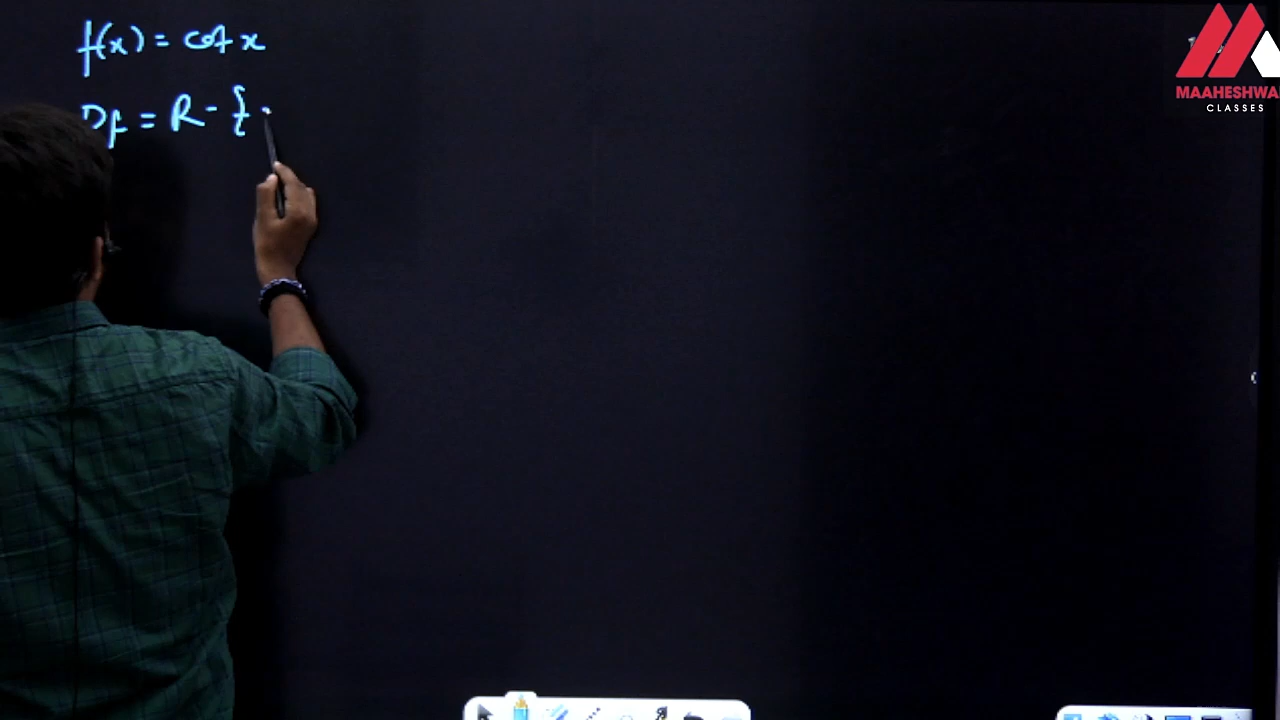 f(x) = cot x
Df = R - {
MAAHESHWA
CLASSES